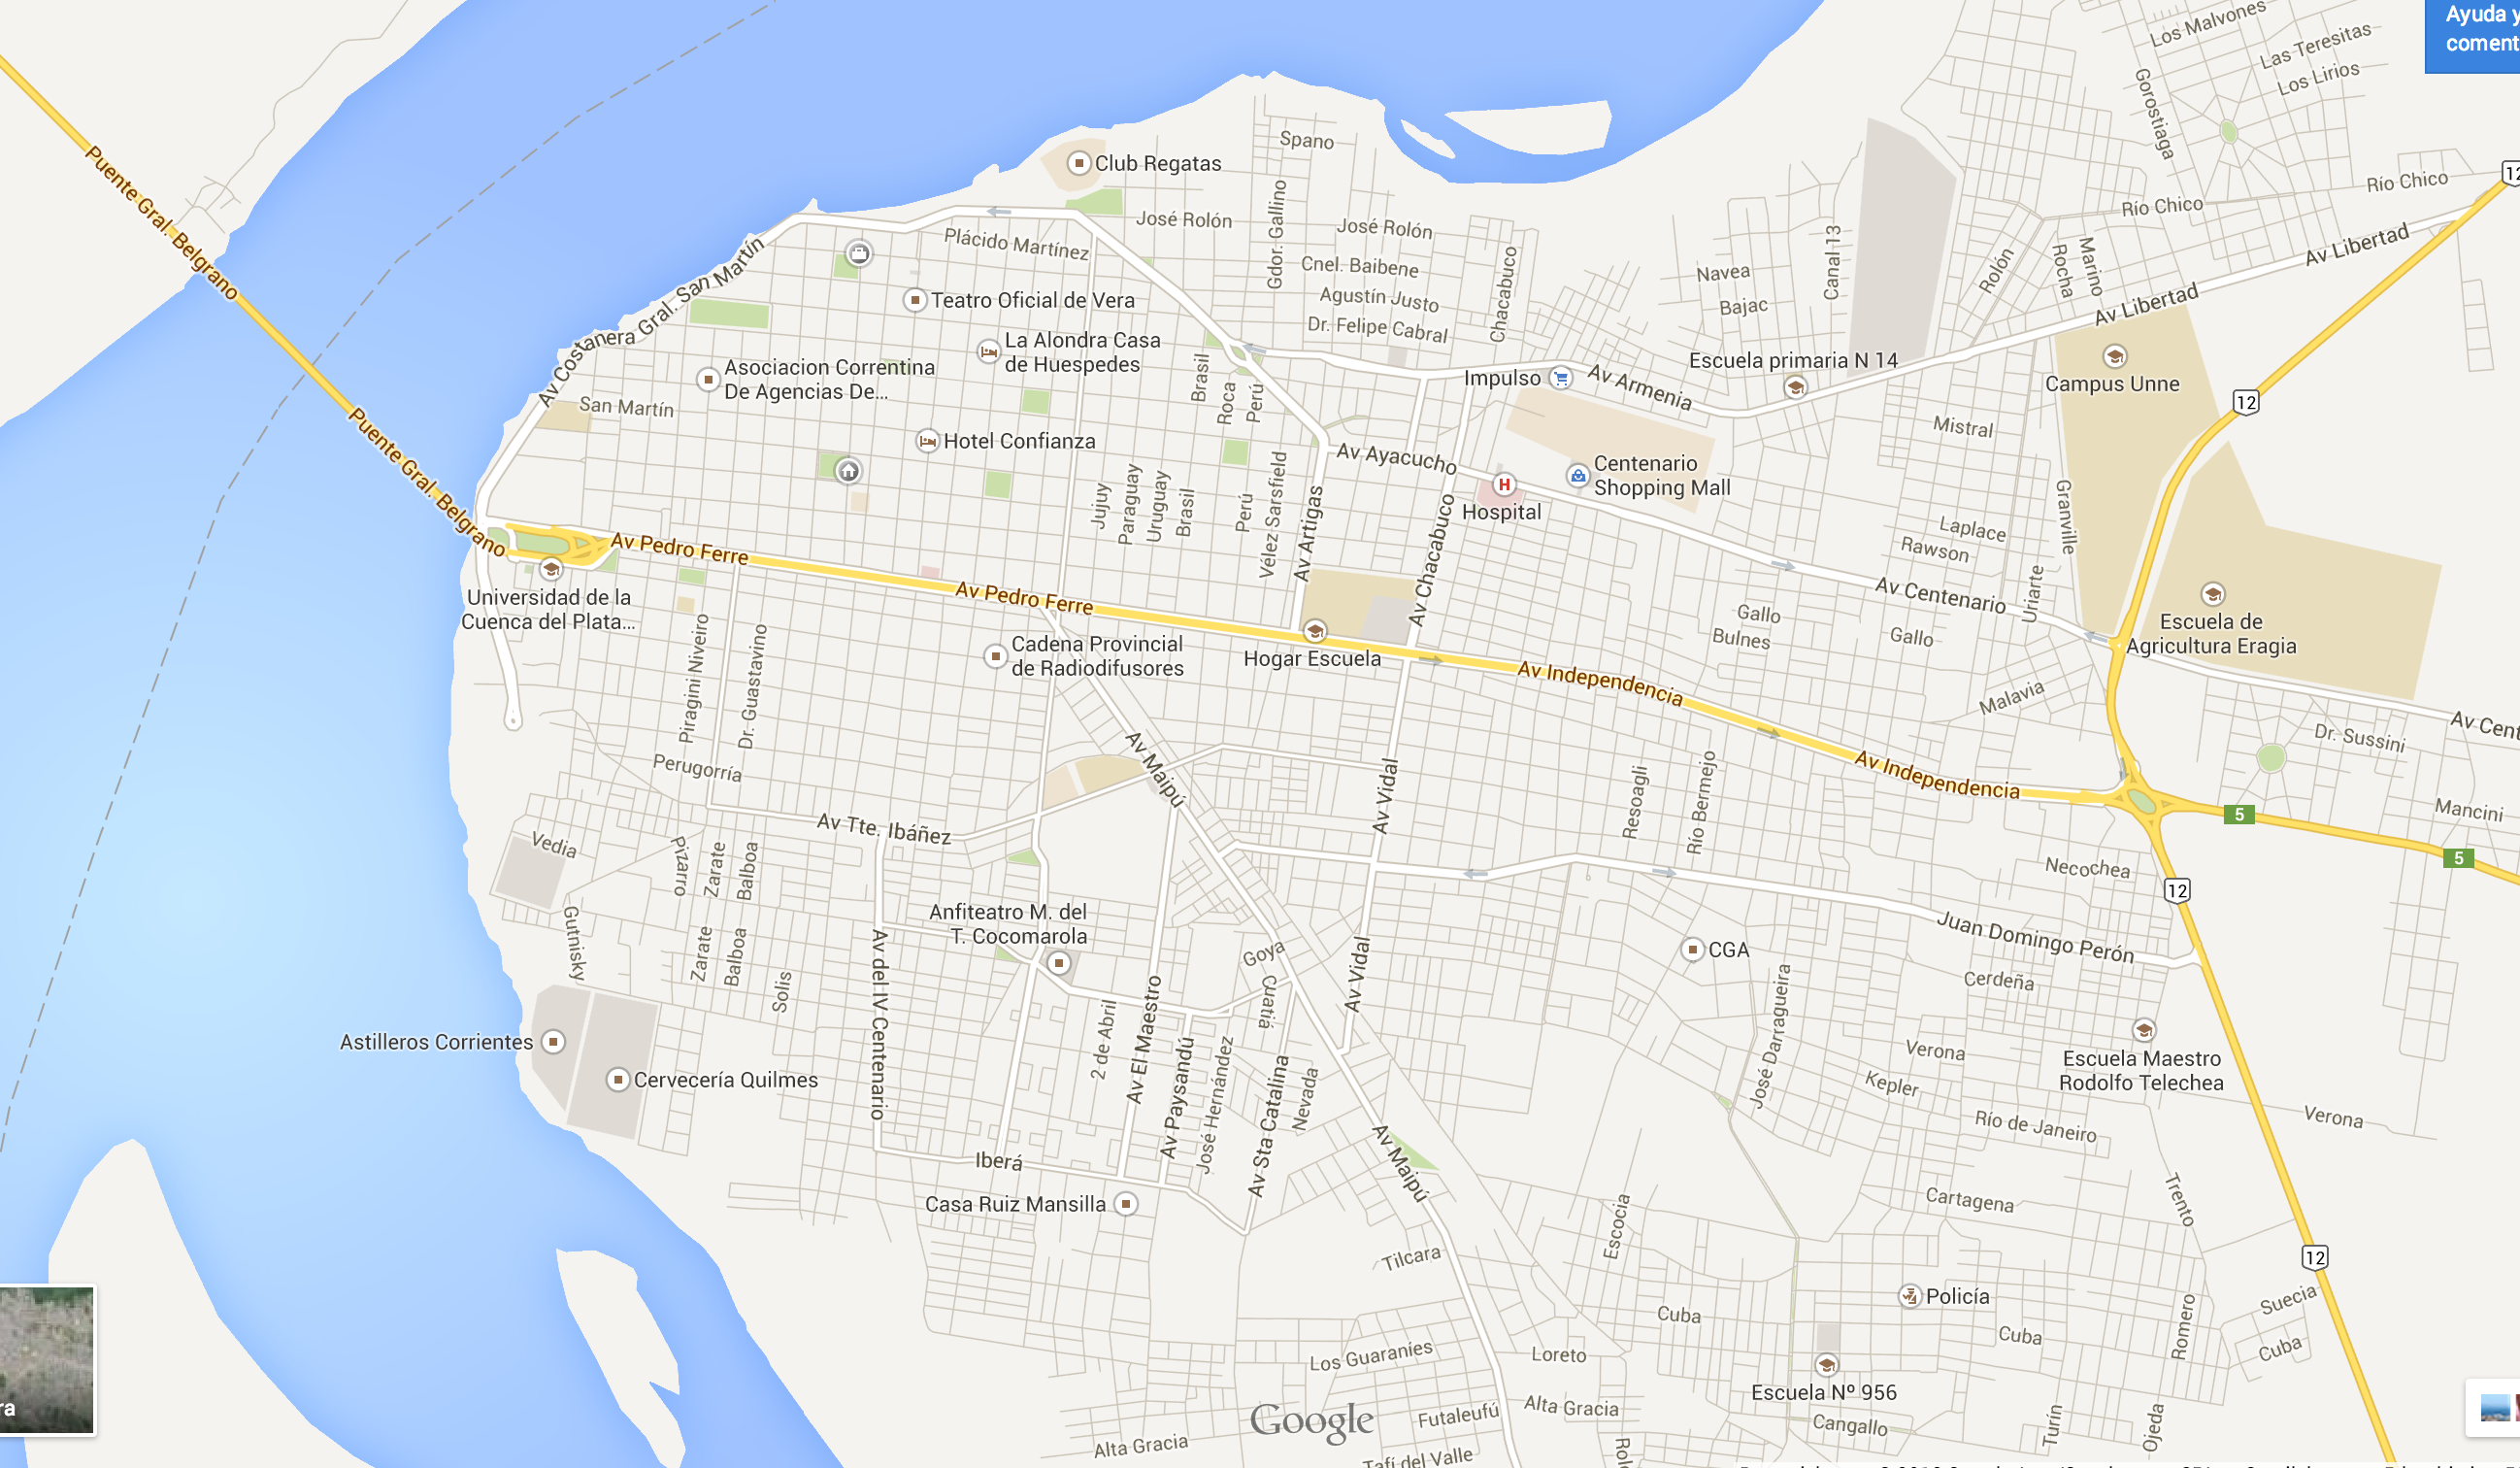 Ayuda y
coment
Los Malvones
Las Teresitas
Los Lirios
Gorostiaga
Spano
Club Regatas
Puente Gral. Belgrano
12
Río Chico
Río Chico
José Rolón
José Rolón
Gdor. Gallino
Plácido Martínez
Av Libertad
Canal 13
Chacabuco
Rolón
Rocha
Marino
Cnel. Baibene
Navea
Av Costanera Gral. San Martín
Teatro Oficial de Vera
Agustín Justo
Bajac
Av Libertad
Dr. Felipe Cabral
La Alondra Casa
de Huespedes
Escuela primaria N 14
Asociacion Correntina
De Agencias De...
Brasil
Roca
Perú
Impulso
Av Armenia
Campus Unne
12
San Martín
Mistral
Hotel Confianza
Av Ayacucho
Centenario
Shopping Mall
Puente Gral. Belgrano
Jujuy
Paraguay
Uruguay
Brasil
Perú
Vélez Sarsfield
Av Artigas
Av Chacabuco
H
Hospital
Granville
Laplace
Rawson
Av Pedro Ferre
Av Pedro Ferre
Av Centenario
Uriarte
Universidad de la
Cuenca del Plata...
Gallo
Bulnes
Gallo
Escuela de
Agricultura Eragia
Piragini Niveiro
Dr. Guastavino
Cadena Provincial
de Radiodifusores
Hogar Escuela
Av Independencia
Malavia
Av Cent
Dr. Sussini
Perugorría
Av Maipú
Av Vidal
Resoagli
Río Bermejo
Av Independencia
5
Mancini
Av Tte. Ibáñez
Vedia
Pizarro
Zarate
Balboa
5
Necochea
12
Anfiteatro M. del
T. Cocomarola
Gutnisky
Zarate
Balboa
Solis
Av del IV Centenario
Goya
Cuatiá
Av Vidal
CGA
Juan Domingo Perón
Cerdeña
José Darragueira
Astilleros Corrientes
Cervecería Quilmes
2 de Abril
Av El Maestro
Av Paysandú
José Hernández
Av Sta Catalina
Nevada
Verona
Kepler
Escuela Maestro
Rodolfo Telechea
Río de Janeiro
Verona
Iberá
Av Maipú
Casa Ruiz Mansilla
Cartagena
Trento
Escocia
Tilcara
12
Policía
Suecia
Cuba
Cuba
Romero
Cuba
Los Guaraníes
Loreto
Escuela Nº 956
ra
Google
Futaleufú
Alta Gracia
Cangallo
Turín
Ojeda
Alta Gracia
Tafí del Valle